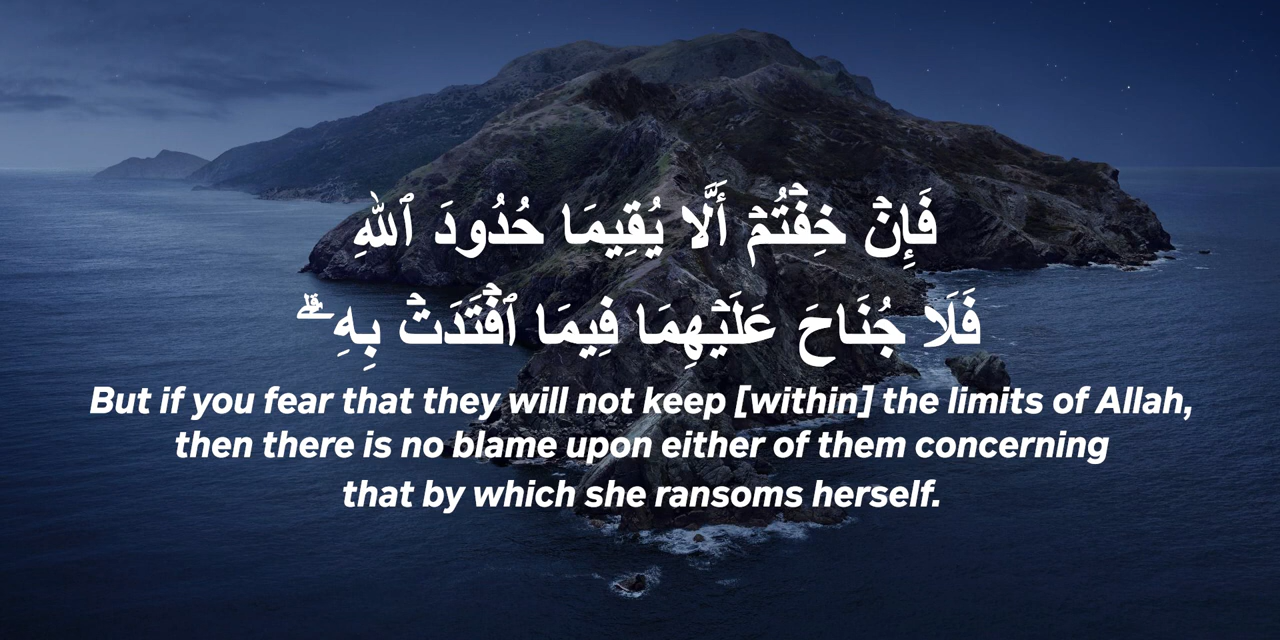 فَإِنۡ خِفۡتُمۡ أَلَّا يُقِيمَا حُدُودَ ٱللَّهِ
فَلَا جُنَاحَ عَلَيۡهِمَا فِيمَا ٱفۡتَدَتۡ بِهِۦۗ
But if you fear that they will not keep [within] the limits of Allah,
then there is no blame upon either of them concerning
that by which she ransoms herself.